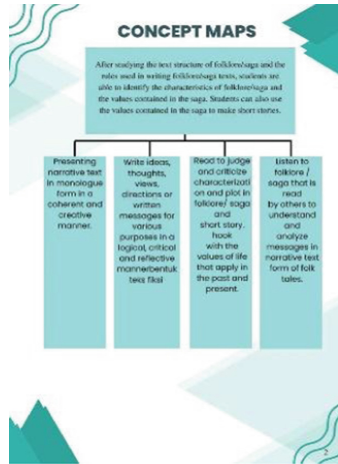 CONCEPT MAPS
After studying the text structure of folklore/saga and the
rules used in writing folklore/saga texts, students are
able to identify the characteristics of folklore/saga and
the values contained in the saga. Students can also use
the values contained in the saga to make short stories.
Presenting
narrative text
in monologue
form in a
coherent and
creative
manner.
Write ideas,
thoughts,
views,
directions or
written
messages for
various
purposes in a
logical, critical
and reflective
mannerbentuk
teks fiksi
Read to judge
and criticize
characterizati
on and plot in
folklore/ saga
and
short story.
hook
with the
values of life
that apply in
the past and
present.
Listen to
folklore /
saga that is
read
by others to
understand
and
analyze
messages in
narrative text
form of folk
tales.
2